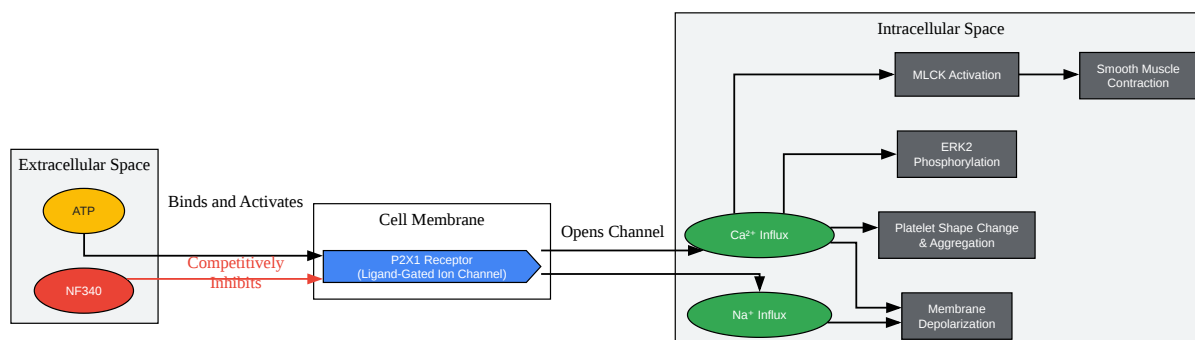 Extracellular Space
ATP
NF340
Binds and Activates
Competitively
Inhibits
Cell Membrane
P2X1 Receptor
(Ligand-Gated Ion Channel)
Opens Channel
Intracellular Space
MLCK Activation
Smooth Muscle
Contraction
ERK2
Phosphorylation
Ca²⁺ Influx
Platelet Shape Change
& Aggregation
Na⁺ Influx
Membrane
Depolarization